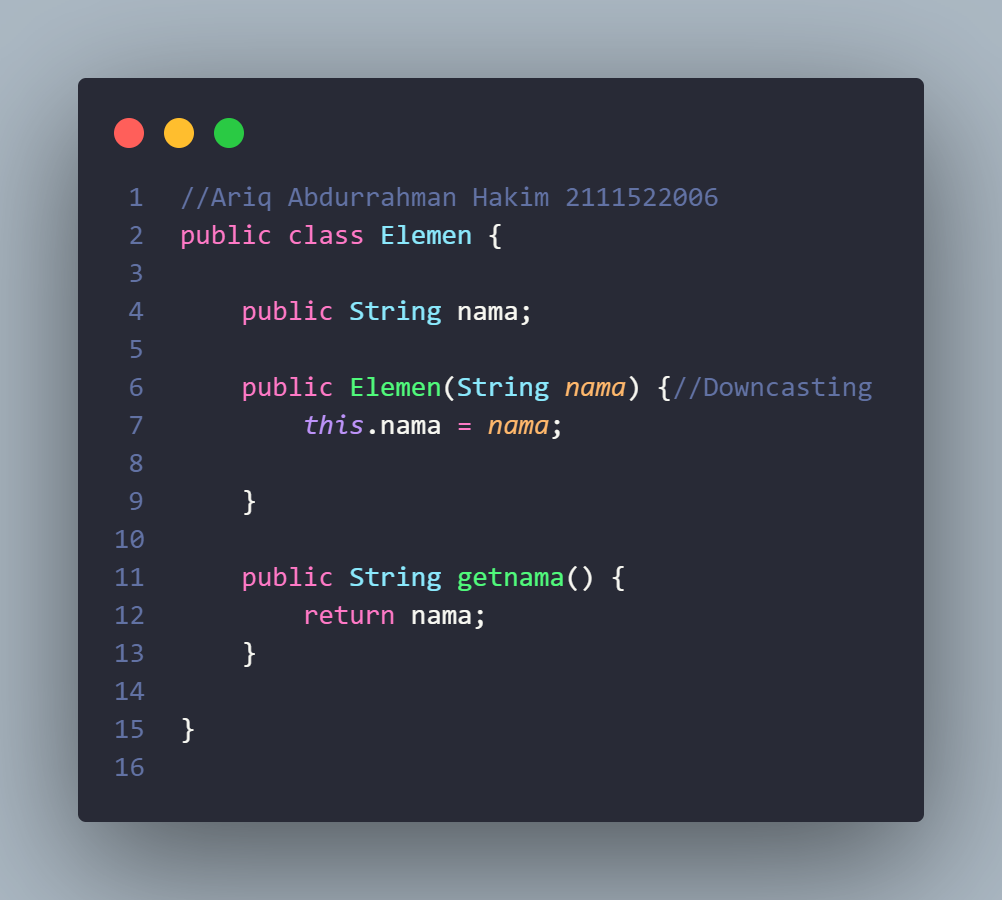 1 //Ariq Abdurrahman Hakim 2111522006
2 public class Elemen {
3
4     public String nama;
5
6     public Elemen(String nama) {//Downcasting
7         this.nama = nama;
8
9     }
10
11     public String getnama() {
12         return nama;
13     }
14
15 }
16